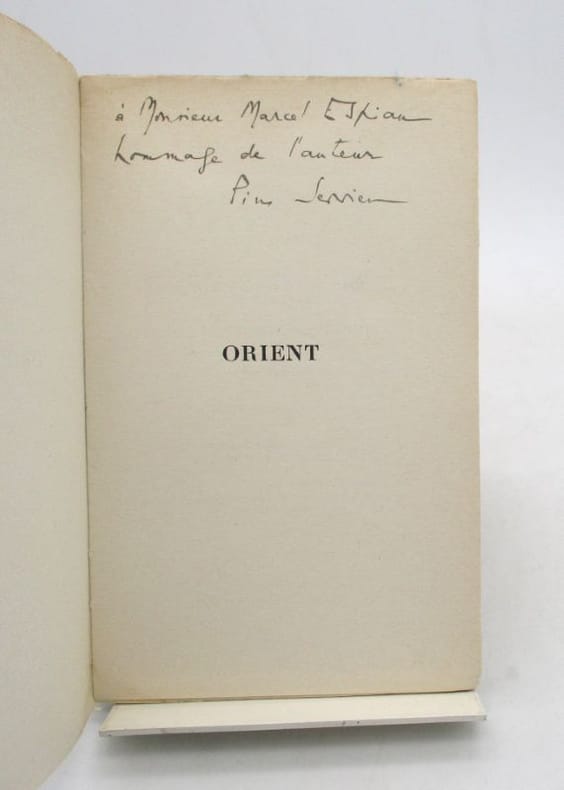 à Monsieur Marcel Espiau
hommage de l'auteur
Pius Servien
ORIENT